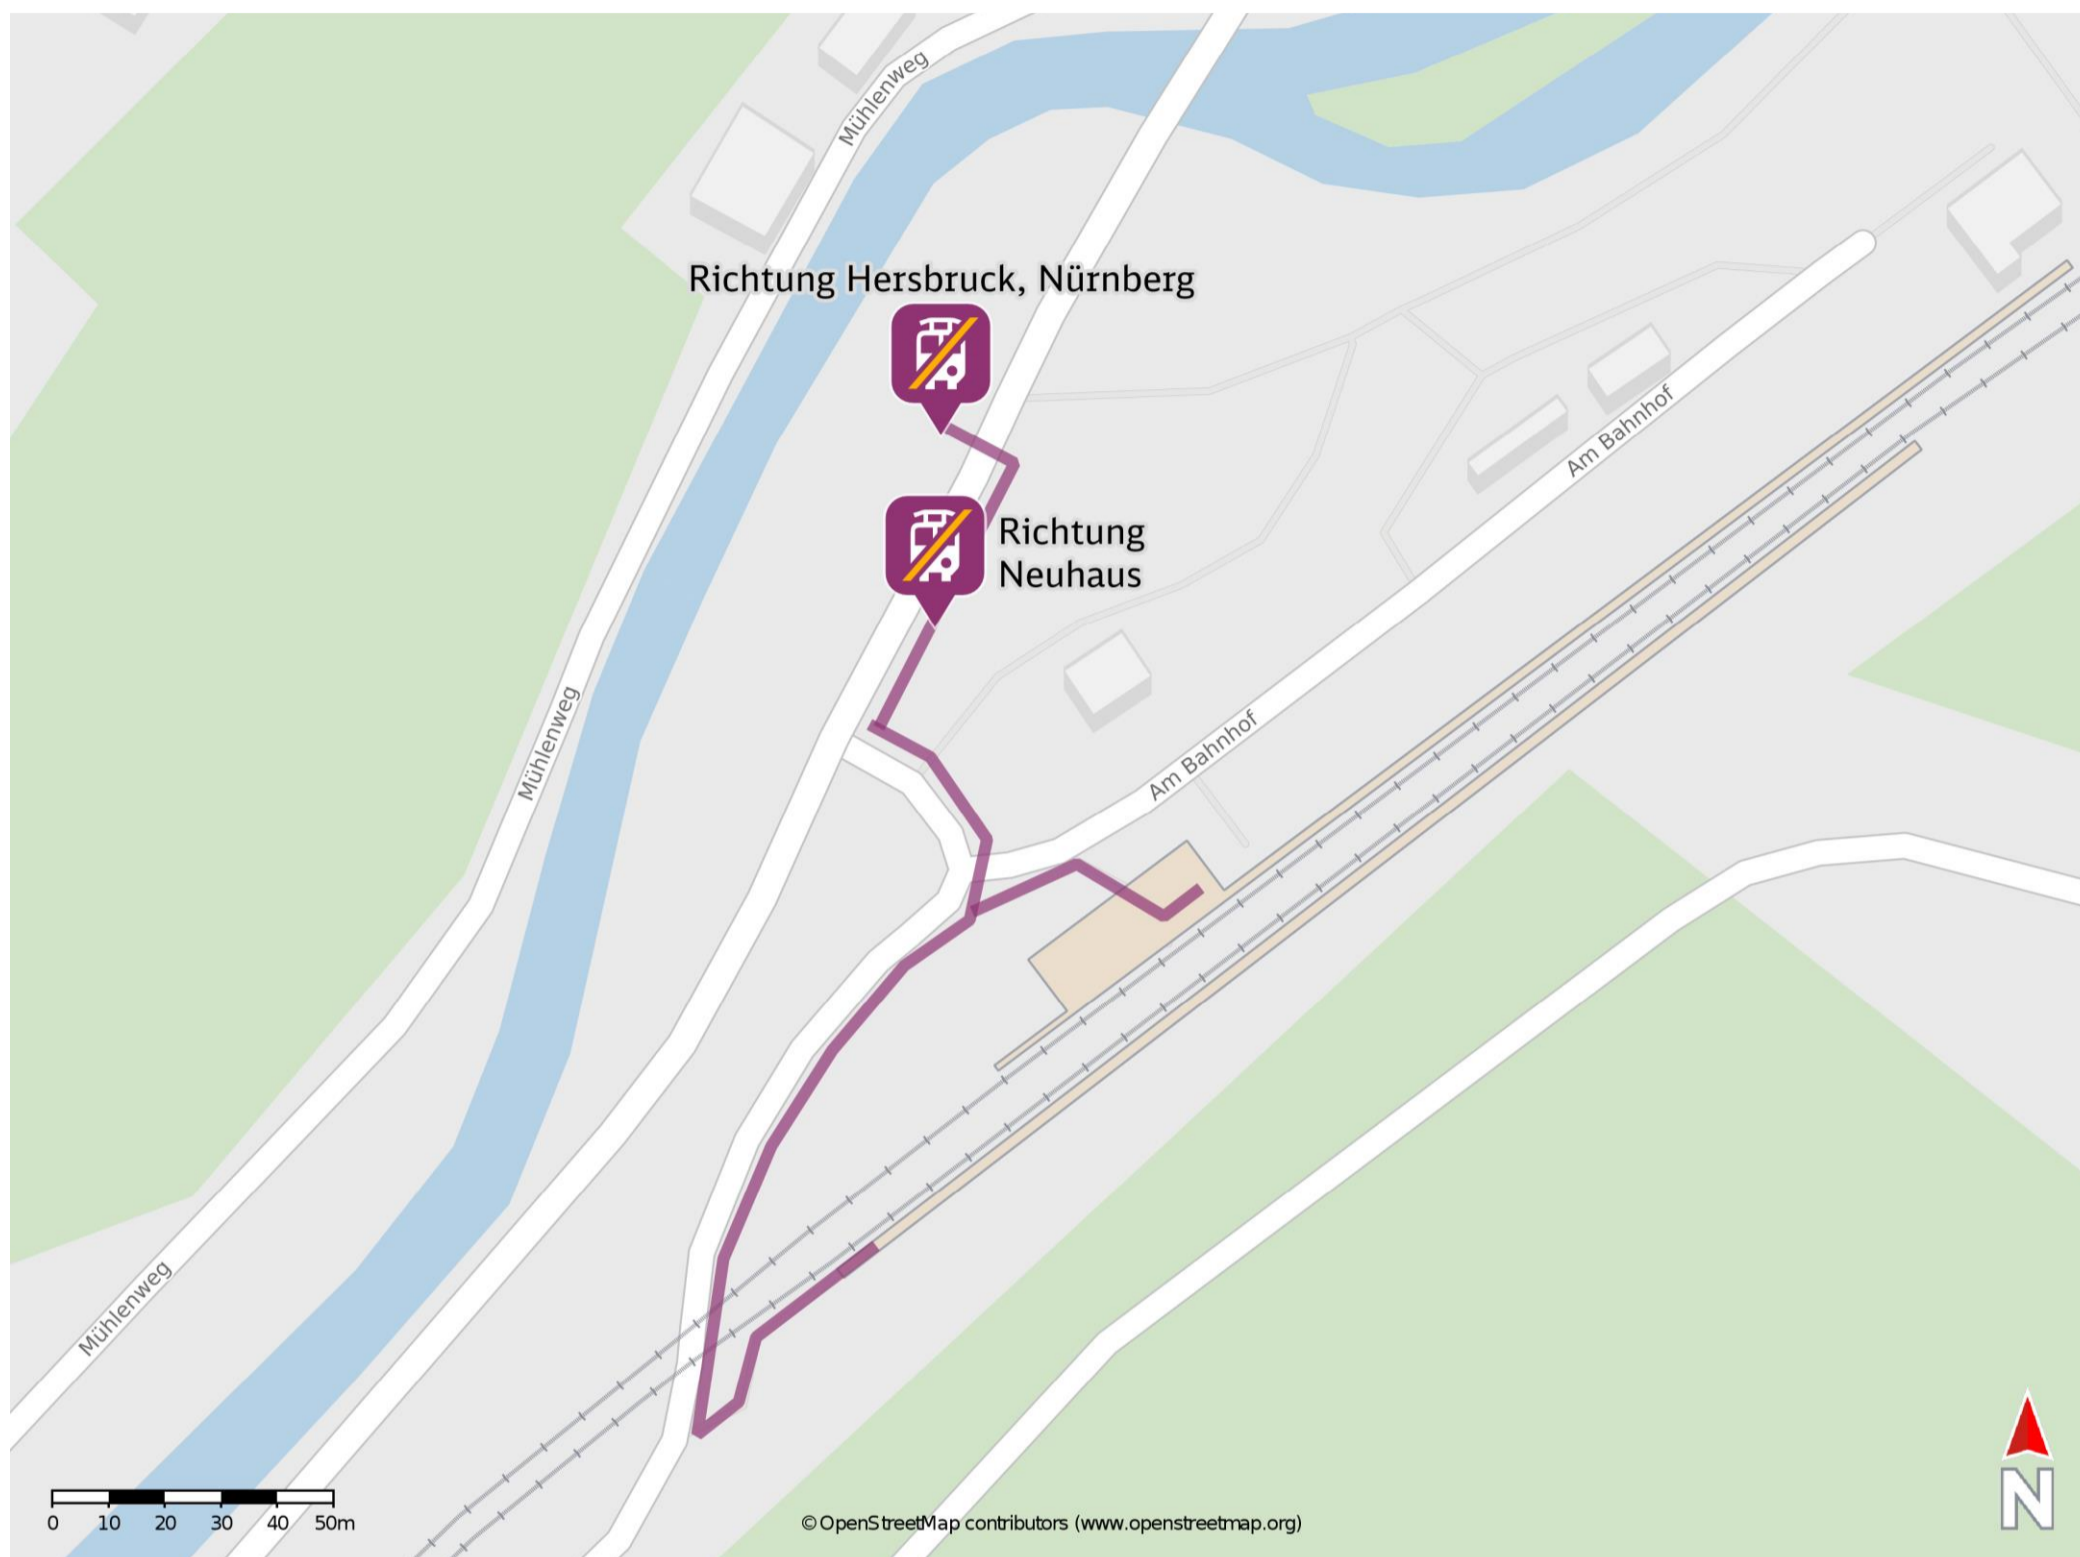 Mühlenweg
Richtung Hersbruck, Nürnberg
Am Bahnhof
Richtung
Neuhaus
Mühlenweg
Am Bahnhof
Mühlenweg
0 10 20 30 40 50m
© OpenStreetMap contributors (www.openstreetmap.org)
N